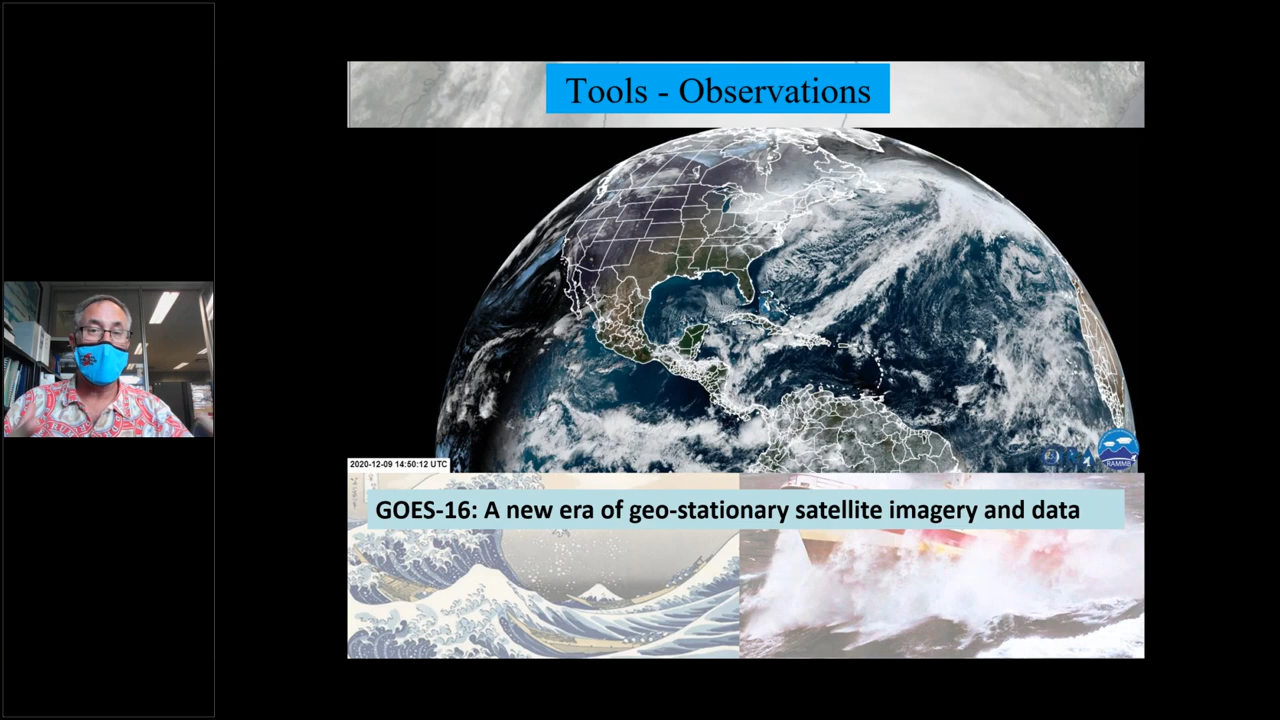 Tools - Observations
2020-12-09 14:50:12 UTC
RAMMB
GOES-16: A new era of geo-stationary satellite imagery and data